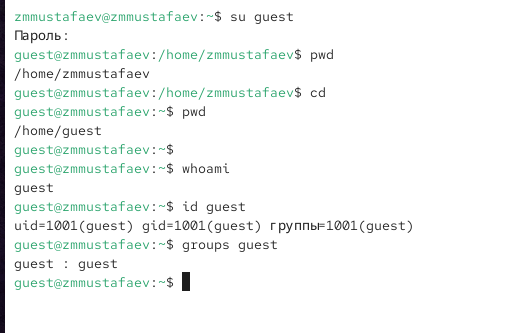 zmmustafaev@zmmustafaev:~$ su guest
Пароль:
guest@zmmustafaev:/home/zmmustafaev$ pwd
/home/zmmustafaev
guest@zmmustafaev:/home/zmmustafaev$ cd
guest@zmmustafaev:~$ pwd
/home/guest
guest@zmmustafaev:~$
guest@zmmustafaev:~$ whoami
guest
guest@zmmustafaev:~$ id guest
uid=1001(guest) gid=1001(guest) группы=1001(guest)
guest@zmmustafaev:~$ groups guest
guest : guest
guest@zmmustafaev:~$